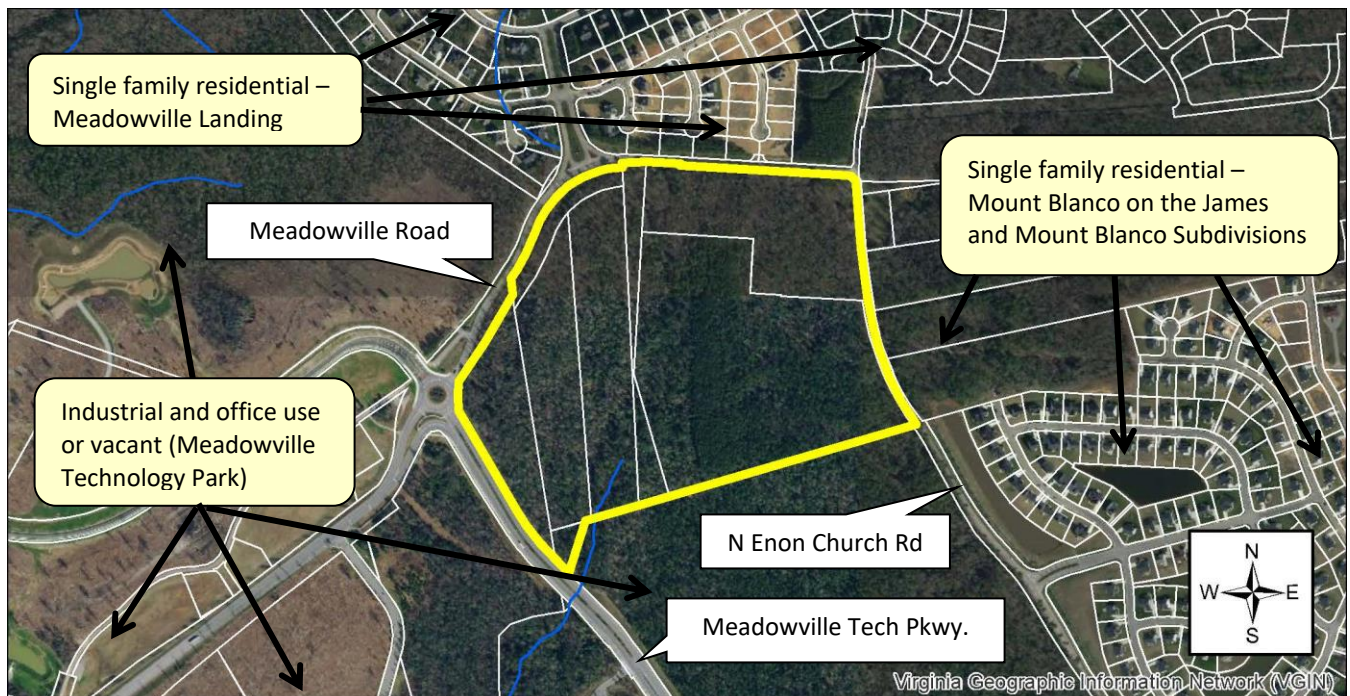 Single family residential –
Meadowville Landing
Single family residential –
Mount Blanco on the James
and Mount Blanco Subdivisions
Meadowville Road
Industrial and office use
or vacant (Meadowville
Technology Park)
N Enon Church Rd
Meadowville Tech Pkwy.
N
W E
S
Virginia Geographic Information Network (VGIN)